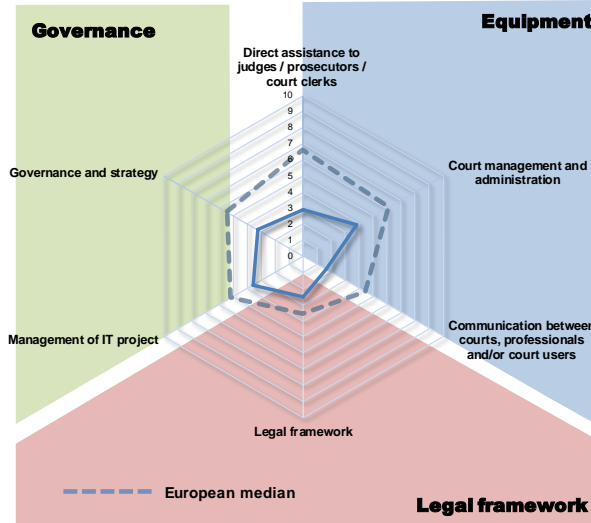 Governance
Equipment
Direct assistance to
judges / prosecutors /
court clerks
10
9
8
7
6
5
4
3
2
1
0
Governance and strategy
Court management and
administration
Management of IT project
Communication between
courts, professionals
and/or court users
Legal framework
European median
Legal framework